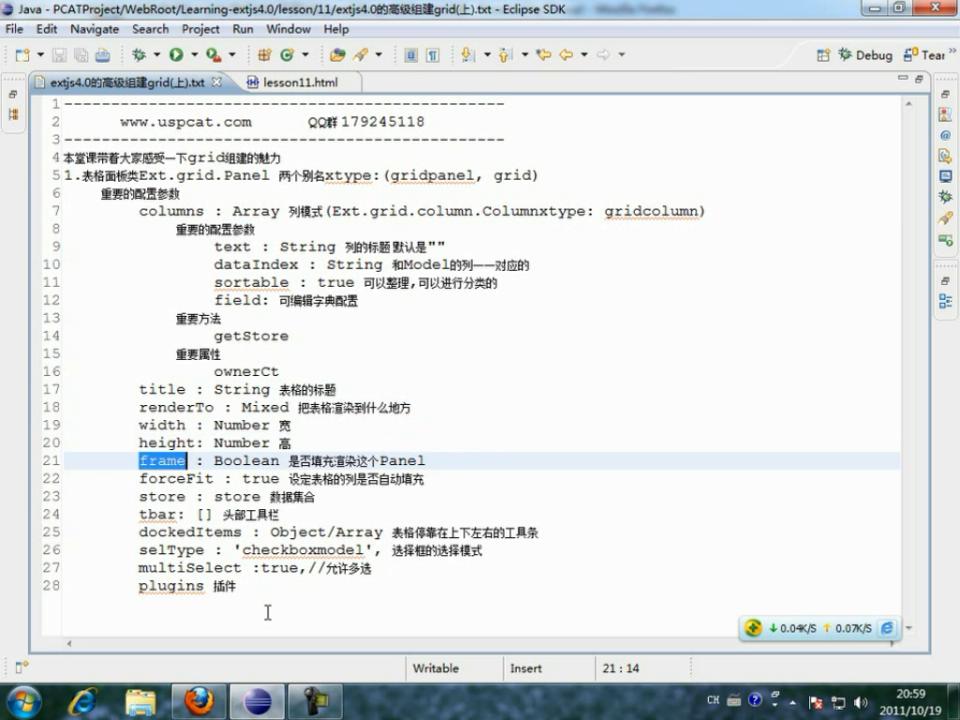 Java - PCATProject/WebRoot/Learning-extjs4.0/lesson/11/extjs4.0的高级组建grid(上).txt - Eclipse SDK
File Edit Navigate Search Project Run Window Help
Debug Tear »
extjs4.0的高级组建grid(上).txt lesson11.html
1 -----------------------------------------------
2 www.uspcat.com QQ群179245118
3 -----------------------------------------------
4 本堂课带着大家感受一下grid组建的魅力
5 1.表格面板类Ext.grid.Panel 两个别名xtype:(gridpanel, grid)
6 重要的配置参数
7 columns : Array 列模式(Ext.grid.column.Columnxtype: gridcolumn)
8 重要的配置参数
9 text : String 列的标题 默认是""
10 dataIndex : String 和Model的列一一对应的
11 sortable : true 可以整理,可以进行分类的
12 field: 可编辑字典配置
13 重要方法
14 getStore
15 重要属性
16 ownerCt
17 title : String 表格的标题
18 renderTo : Mixed 把表格渲染到什么地方
19 width : Number 宽
20 height: Number 高
21 frame : Boolean 是否填充渲染这个Panel
22 forceFit : true 设定表格的列是否自动填充
23 store : store 数据集合
24 tbar: [] 头部工具栏
25 dockedItems : Object/Array 表格停靠在上下左右的工具条
26 selType : 'checkboxmodel', 选择框的选择模式
27 multiSelect :true,//允许多选
28 plugins 插件
↓ 0.04K/S ↑ 0.07K/S
Writable Insert 21 : 14
CH 20:59
2011/10/19